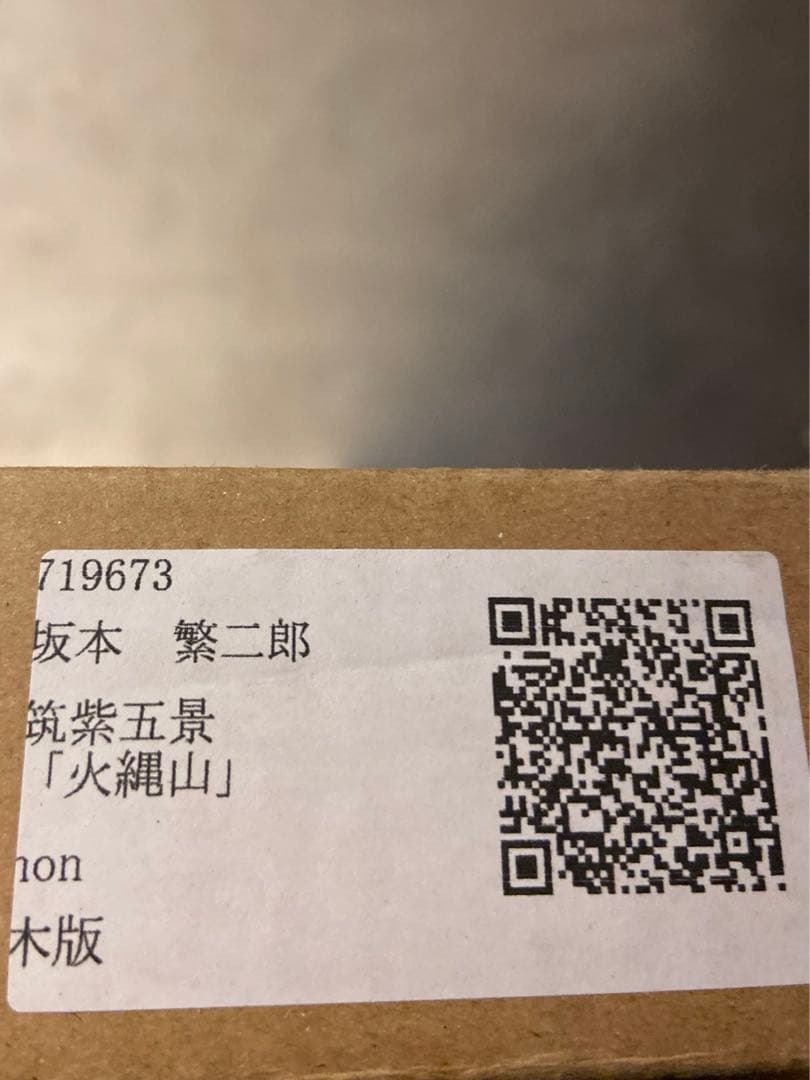 719673
坂本　繁二郎
筑紫五景
「火縄山」
non
木版